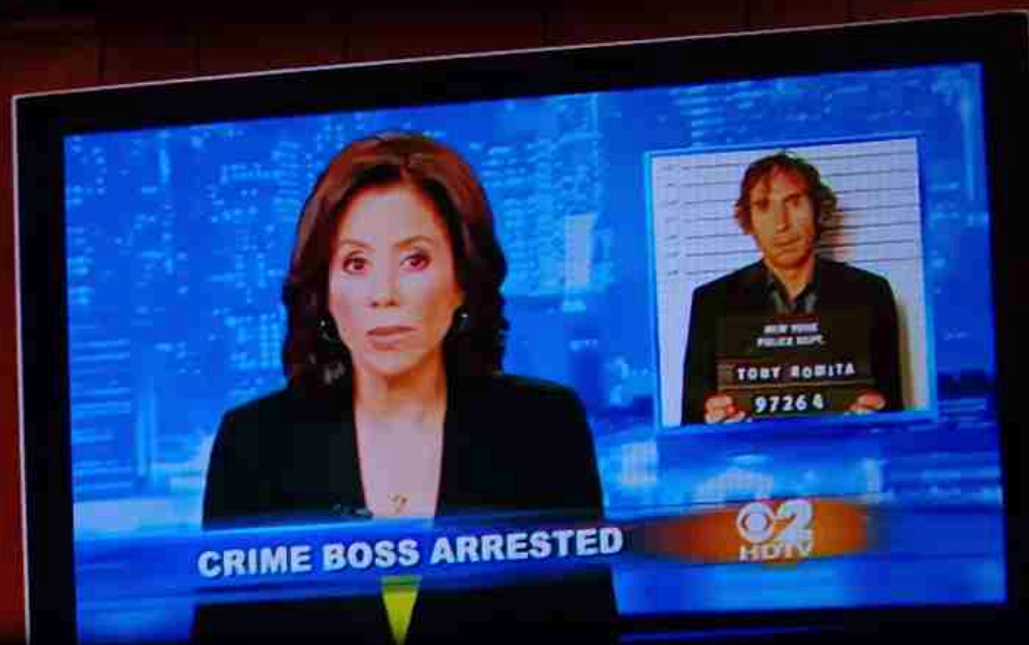 NEW YORK
POLICE DEPT.
TOBY ROMITA
97264
2
HDTV
CRIME BOSS ARRESTED